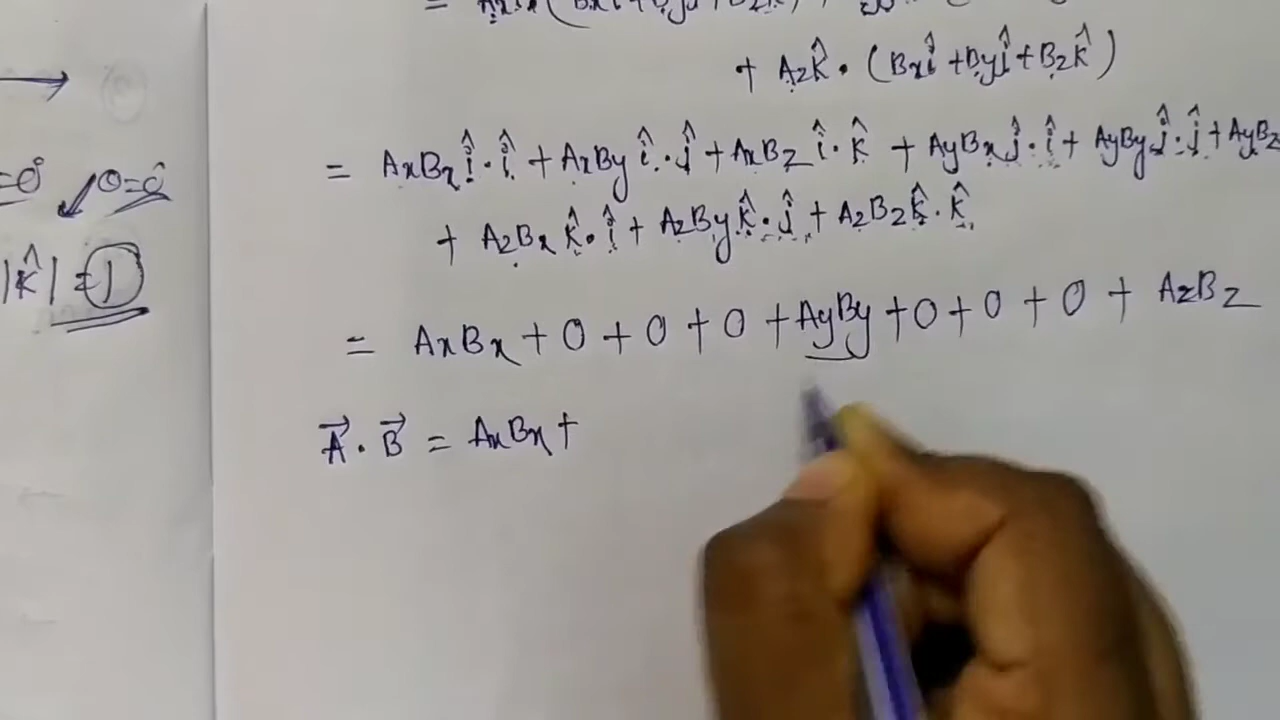 + Azk̂ · (Bxî + Byĵ + Bzk̂)
= AxBx î·î + AxBy î·ĵ + AxBz î·k̂ + AyBx ĵ·î + AyBy ĵ·ĵ + AyBz
+ AzBx k̂·î + AzBy k̂·ĵ + AzBz k̂·k̂
=0° θ=0°
|k̂| = 1
= AxBx + 0 + 0 + 0 + AyBy + 0 + 0 + 0 + AzBz
A⃗ · B⃗ = AxBx +